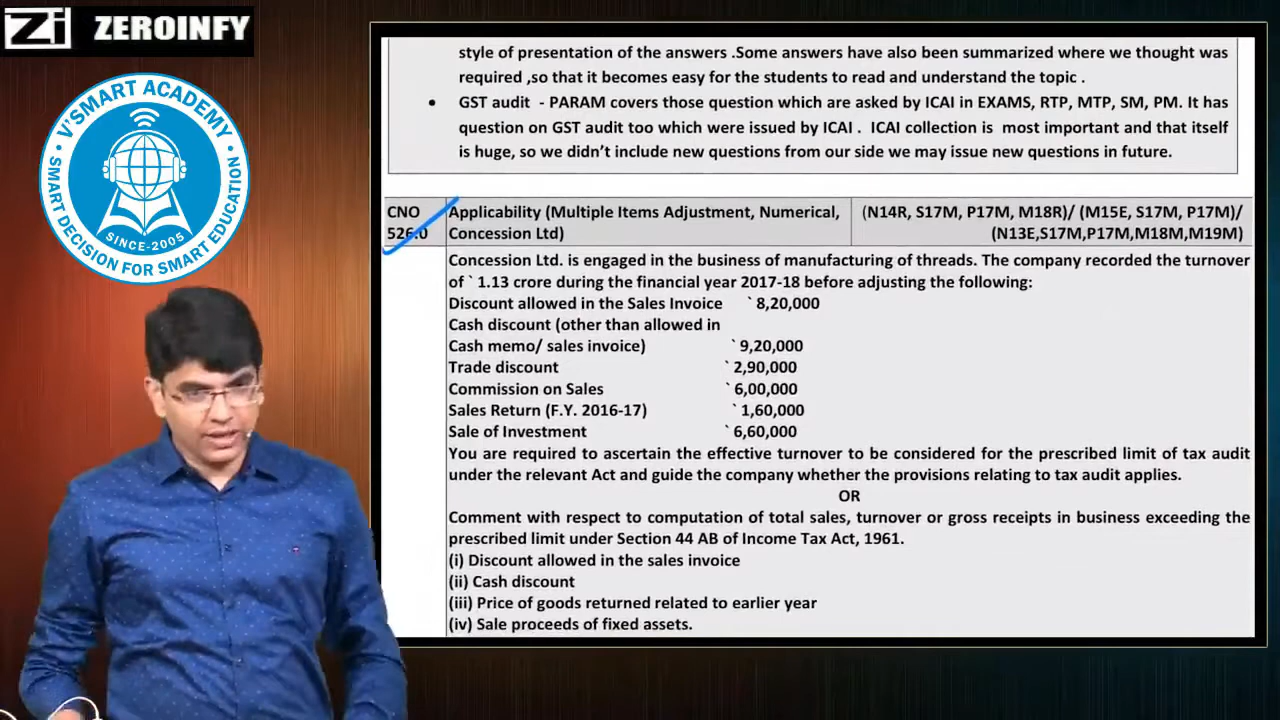 Zi ZEROINFY
V'SMART ACADEMY
SINCE-2005
SMART DECISION FOR SMART EDUCATION
style of presentation of the answers .Some answers have also been summarized where we thought was
required ,so that it becomes easy for the students to read and understand the topic .
• GST audit - PARAM covers those question which are asked by ICAI in EXAMS, RTP, MTP, SM, PM. It has
question on GST audit too which were issued by ICAI . ICAI collection is most important and that itself
is huge, so we didn't include new questions from our side we may issue new questions in future.
CNO Applicability (Multiple Items Adjustment, Numerical, (N14R, S17M, P17M, M18R)/ (M15E, S17M, P17M)/
526.0 Concession Ltd) (N13E,S17M,P17M,M18M,M19M)
Concession Ltd. is engaged in the business of manufacturing of threads. The company recorded the turnover
of ` 1.13 crore during the financial year 2017-18 before adjusting the following:
Discount allowed in the Sales Invoice ` 8,20,000
Cash discount (other than allowed in
Cash memo/ sales invoice) ` 9,20,000
Trade discount ` 2,90,000
Commission on Sales ` 6,00,000
Sales Return (F.Y. 2016-17) ` 1,60,000
Sale of Investment ` 6,60,000
You are required to ascertain the effective turnover to be considered for the prescribed limit of tax audit
under the relevant Act and guide the company whether the provisions relating to tax audit applies.
OR
Comment with respect to computation of total sales, turnover or gross receipts in business exceeding the
prescribed limit under Section 44 AB of Income Tax Act, 1961.
(i) Discount allowed in the sales invoice
(ii) Cash discount
(iii) Price of goods returned related to earlier year
(iv) Sale proceeds of fixed assets.